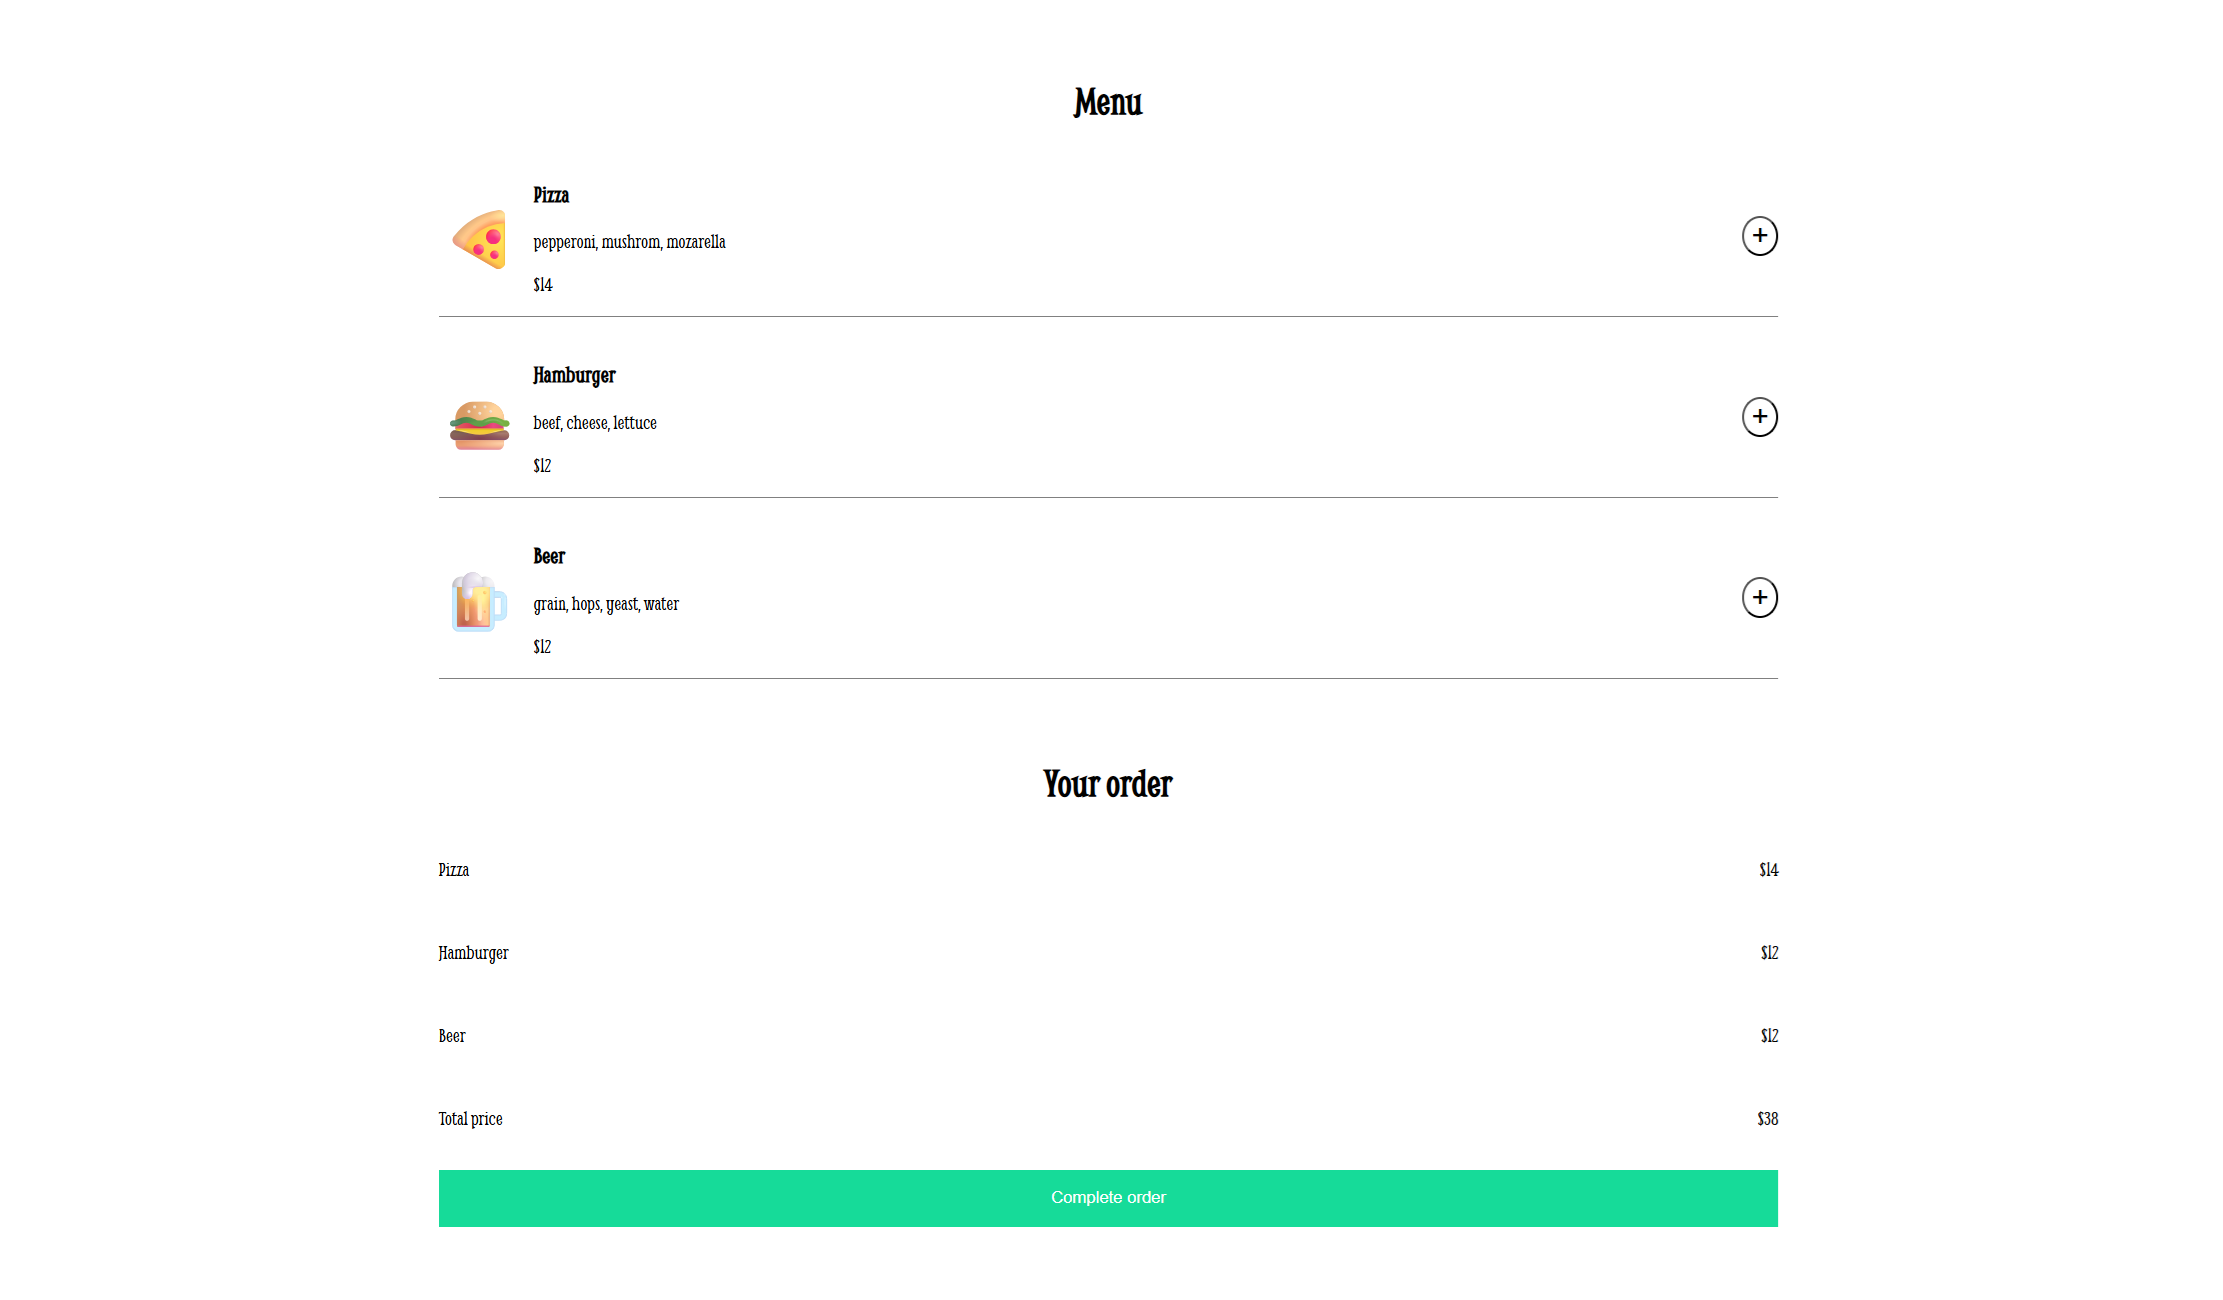 Menu
Pizza
pepperoni, mushrom, mozarella
$14
+
Hamburger
beef, cheese, lettuce
$12
+
Beer
grain, hops, yeast, water
$12
+
Your order
Pizza $14
Hamburger $12
Beer $12
Total price $38
Complete order